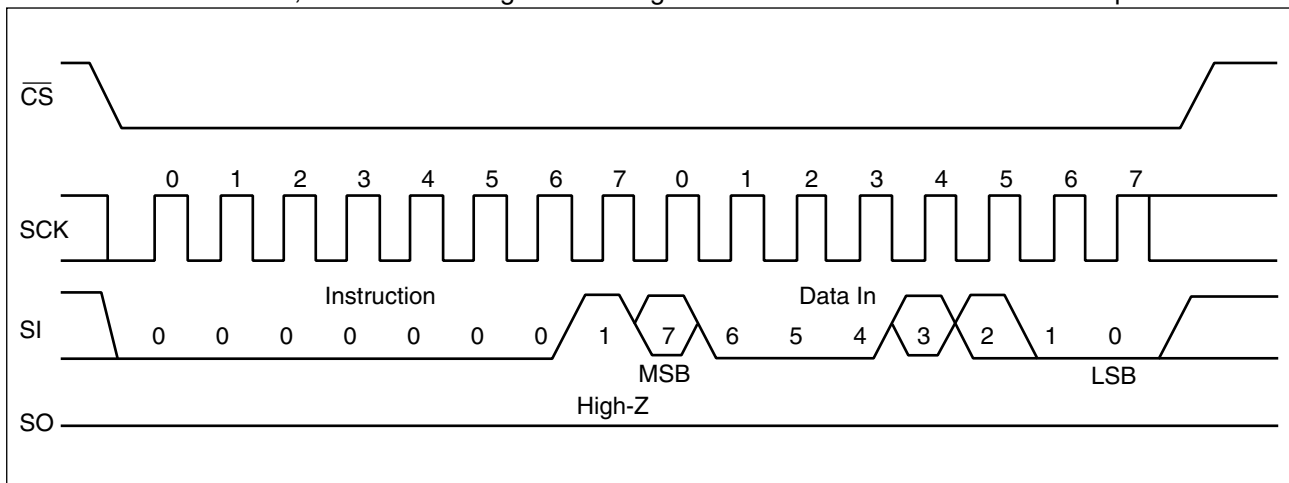 CS
0 1 2 3 4 5 6 7 0 1 2 3 4 5 6 7
SCK
Instruction Data In
SI 0 0 0 0 0 0 0 1 7 6 5 4 3 2 1 0
MSB LSB
High-Z
SO